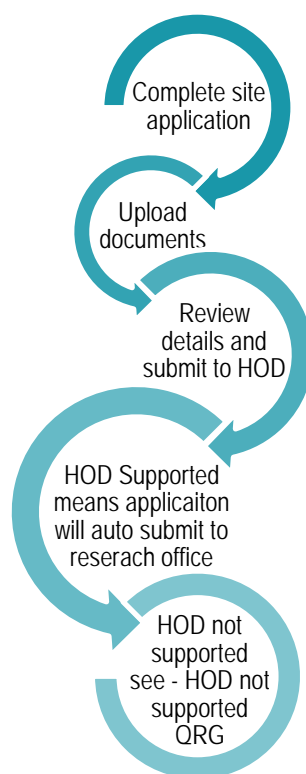 Complete site
application
Upload
documents
Review
details and
submit to HOD
HOD Supported
means applicaiton
will auto submit to
reserach office
HOD not
supported
see - HOD not
supported
QRG